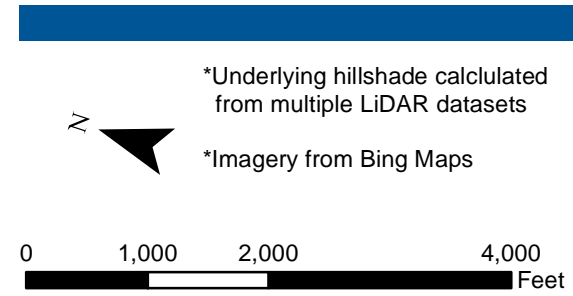 *Underlying hillshade calclulated
from multiple LiDAR datasets
N
*Imagery from Bing Maps
0 1,000 2,000 4,000
Feet